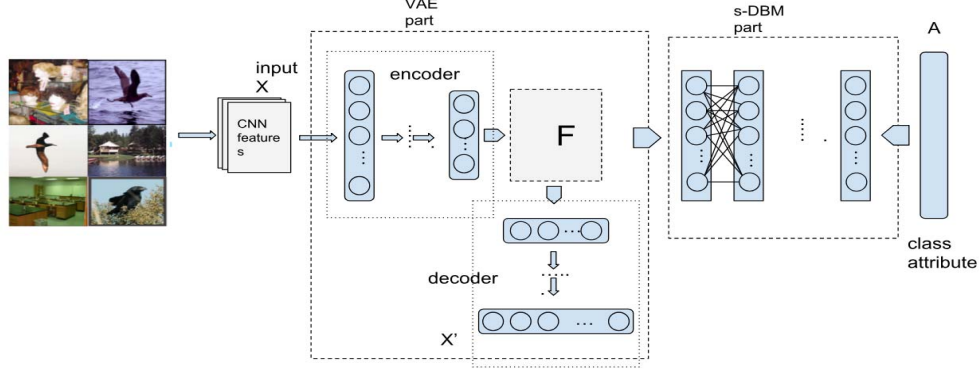 VAE
part
s-DBM
part
A
input
X
encoder
CNN
feature
s
F
decoder
X'
class
attribute